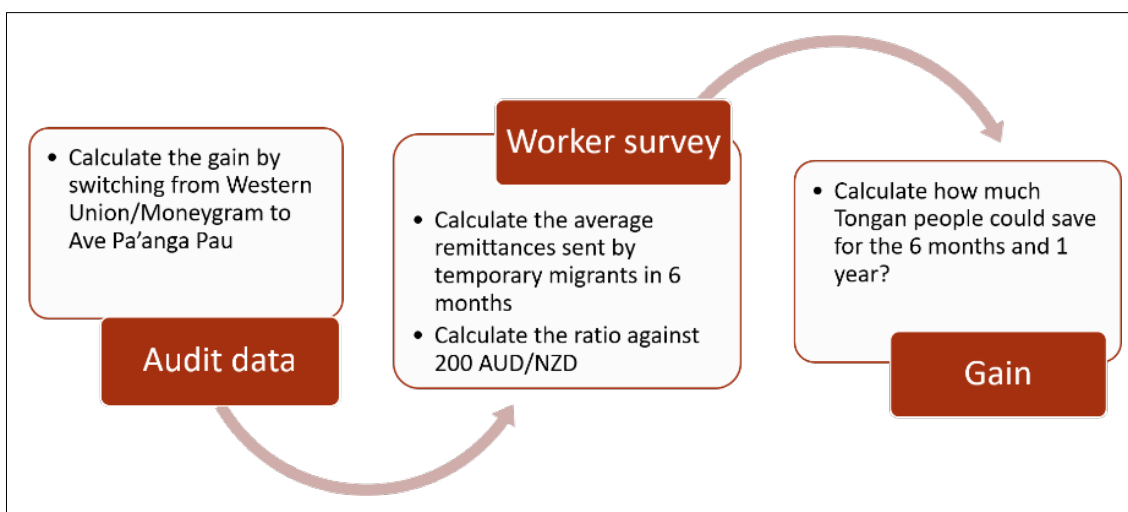 • Calculate the gain by
switching from Western
Union/Moneygram to
Ave Pa’anga Pau
Audit data
Worker survey
• Calculate the average
remittances sent by
temporary migrants in 6
months
• Calculate the ratio against
200 AUD/NZD
• Calculate how much
Tongan people could save
for the 6 months and 1
year?
Gain